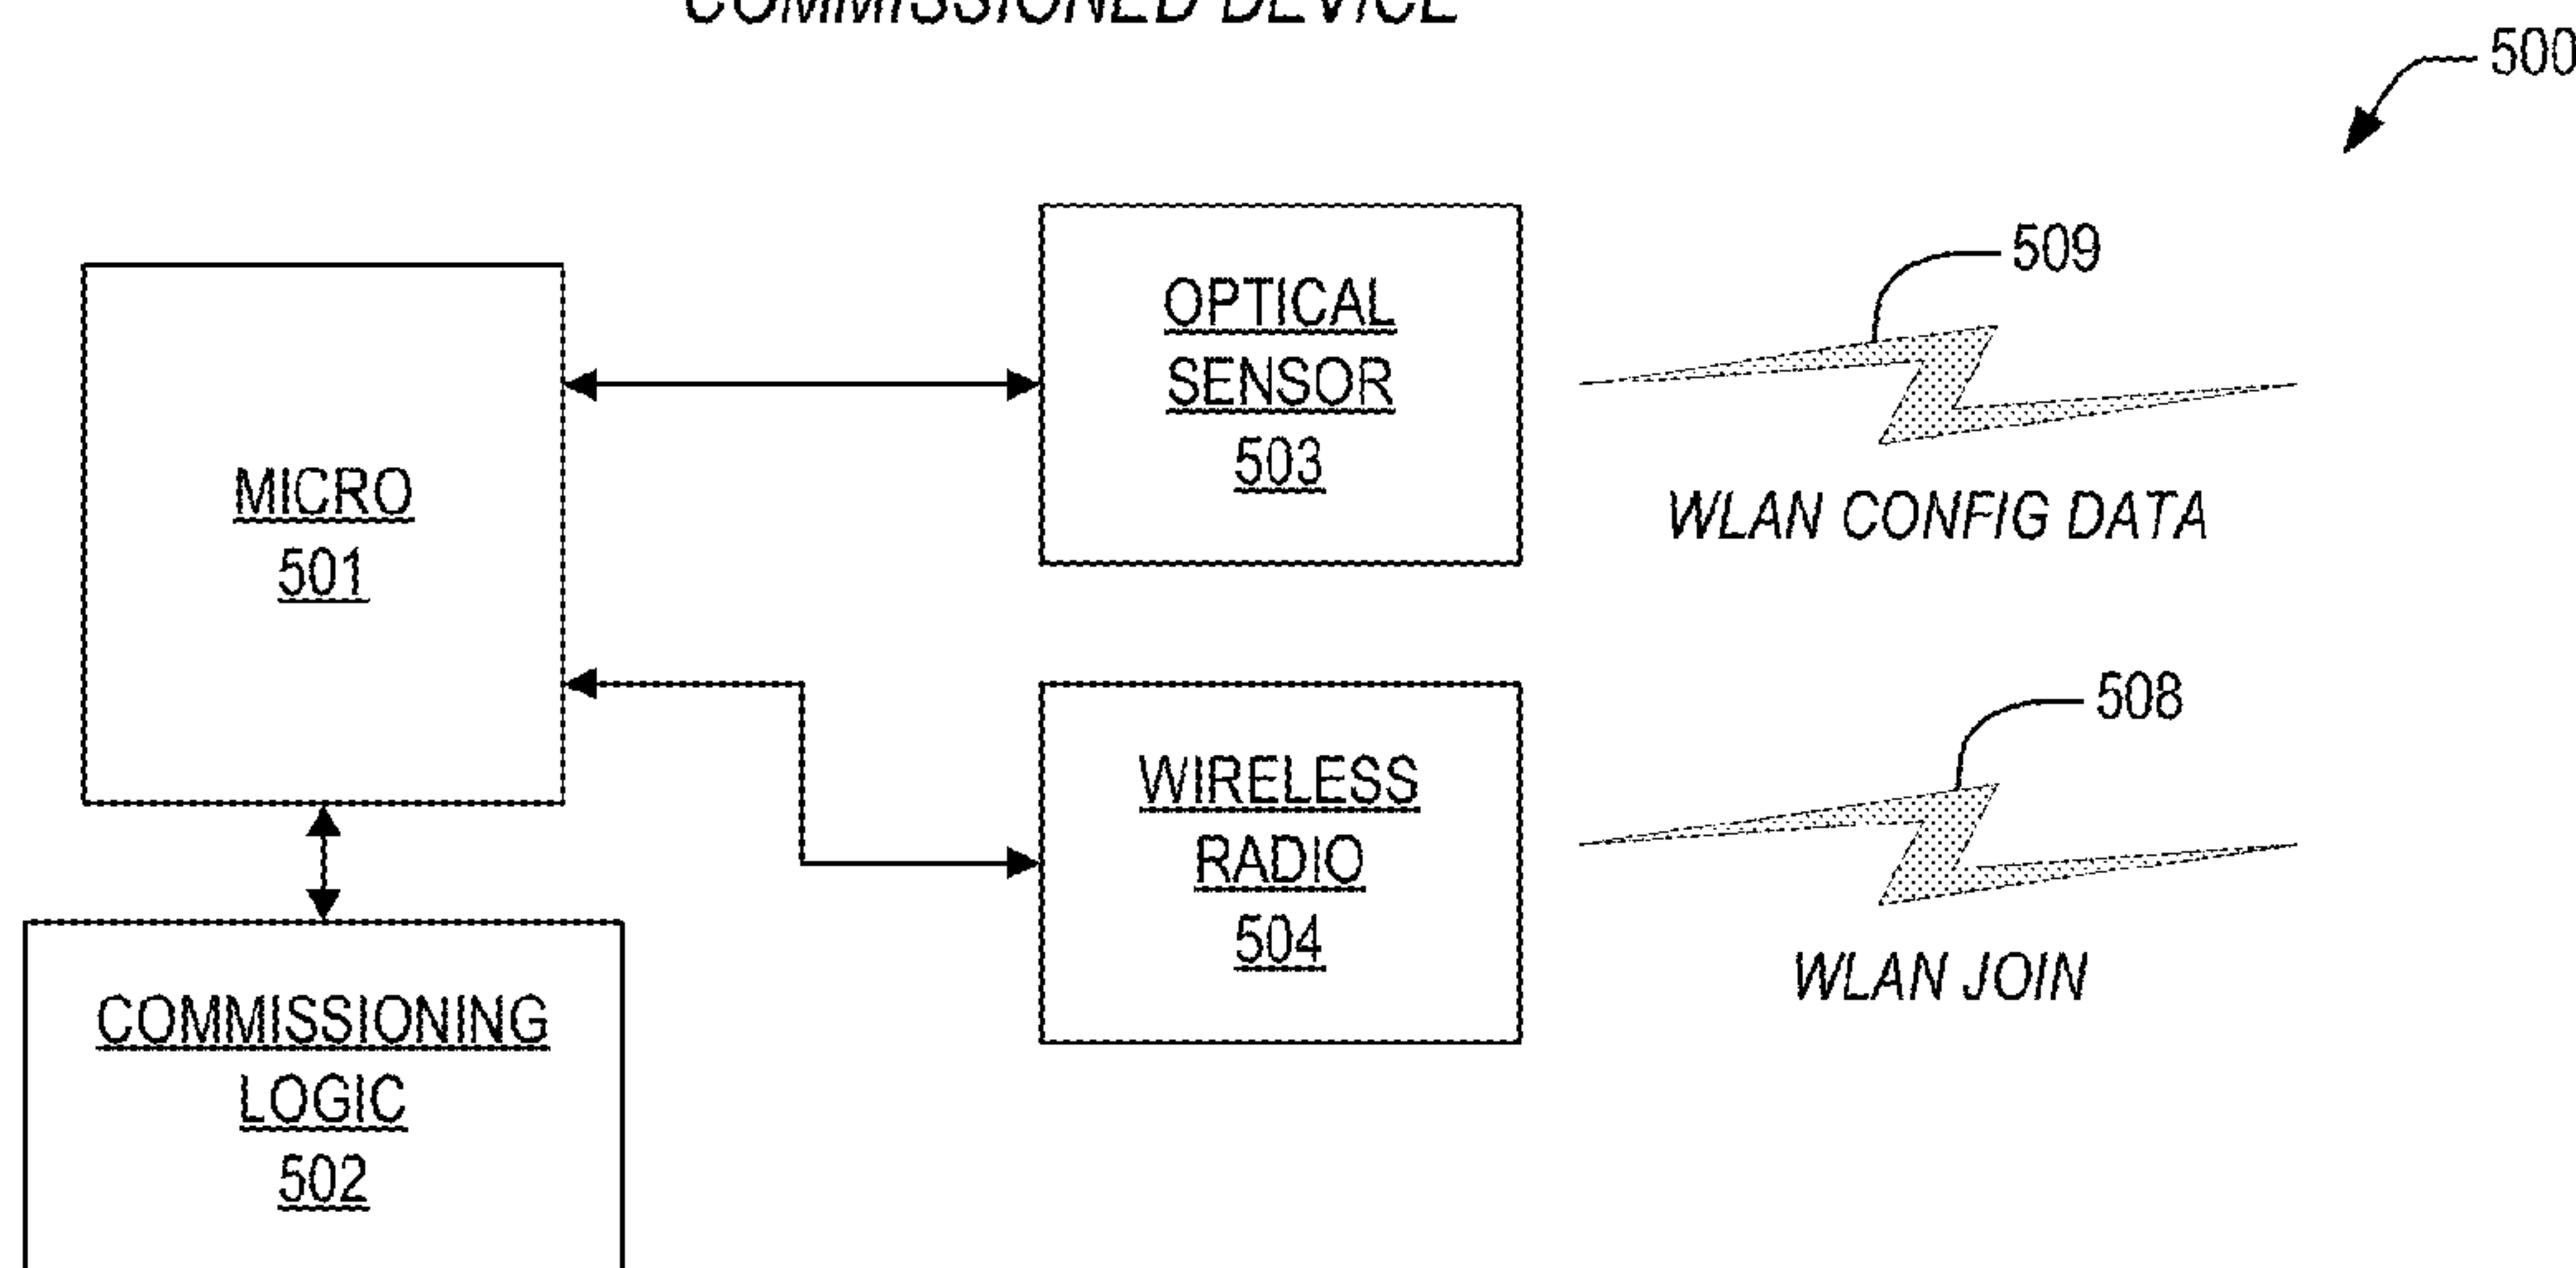 COMMISSIONED DEVICE
500
509
OPTICAL
SENSOR
503
MICRO
501
WLAN CONFIG DATA
508
WIRELESS
RADIO
504
WLAN JOIN
COMMISSIONING
LOGIC
502